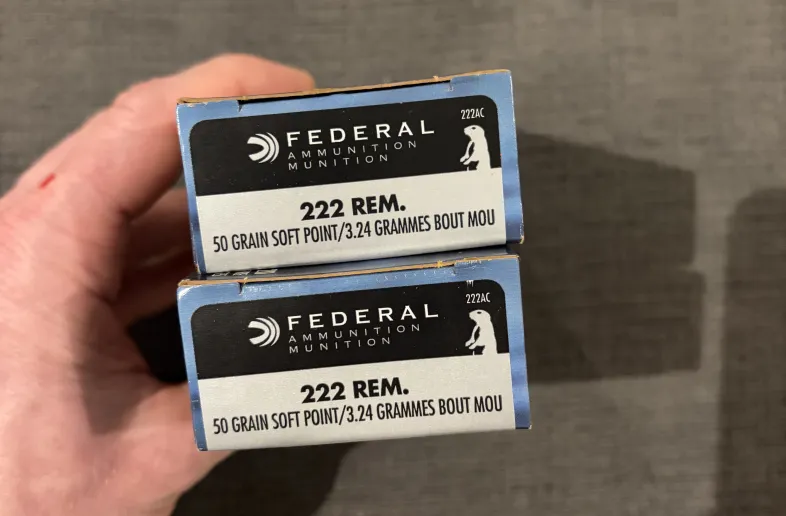 222AC
FEDERAL
AMMUNITION
MUNITION
222 REM.
50 GRAIN SOFT POINT/3.24 GRAMMES BOUT MOU
222AC
FEDERAL
AMMUNITION
MUNITION
222 REM.
50 GRAIN SOFT POINT/3.24 GRAMMES BOUT MOU